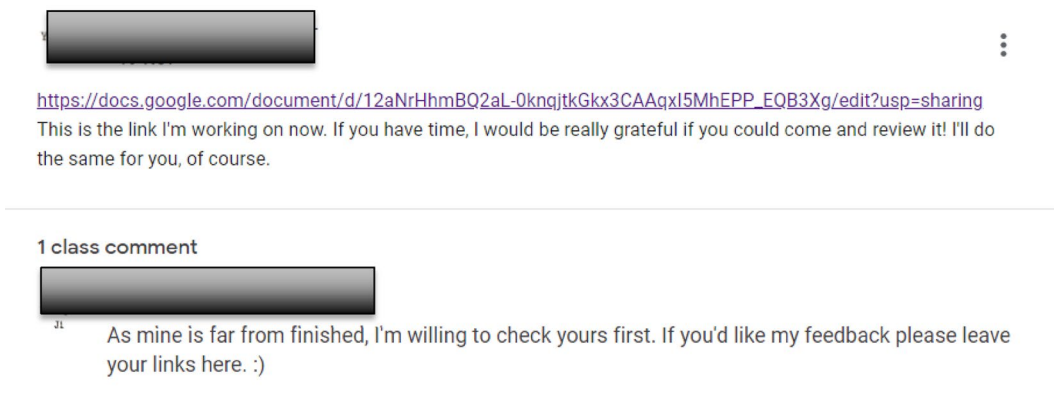 https://docs.google.com/document/d/12aNrHhmBQ2aL-0knqjtkGkx3CAAqxI5MhEPP_EQB3Xg/edit?usp=sharing
This is the link I'm working on now. If you have time, I would be really grateful if you could come and review it! I'll do
the same for you, of course.
1 class comment
As mine is far from finished, I'm willing to check yours first. If you'd like my feedback please leave
your links here. :)